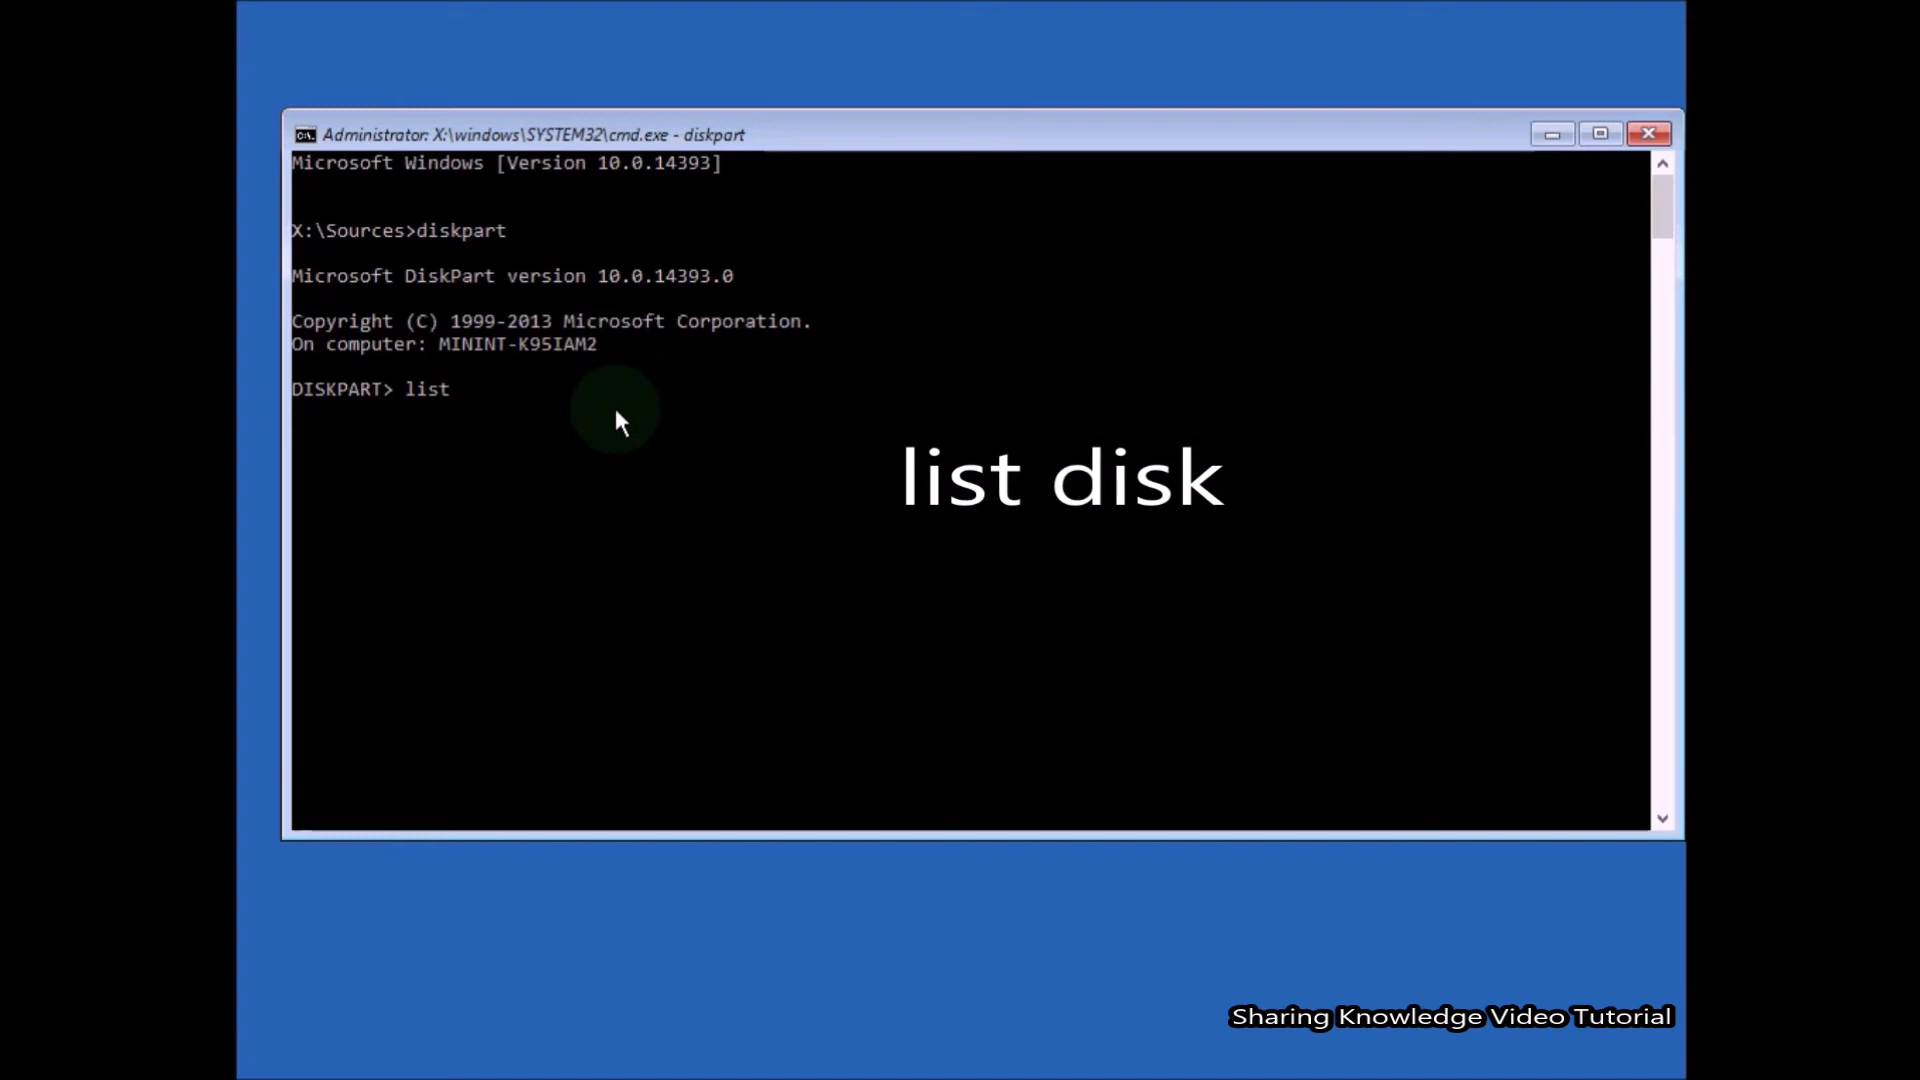 Administrator: X:\windows\SYSTEM32\cmd.exe - diskpart
Microsoft Windows [Version 10.0.14393]
X:\Sources>diskpart
Microsoft DiskPart version 10.0.14393.0
Copyright (C) 1999-2013 Microsoft Corporation.
On computer: MININT-K95IAM2
DISKPART> list
list disk
Sharing Knowledge Video Tutorial